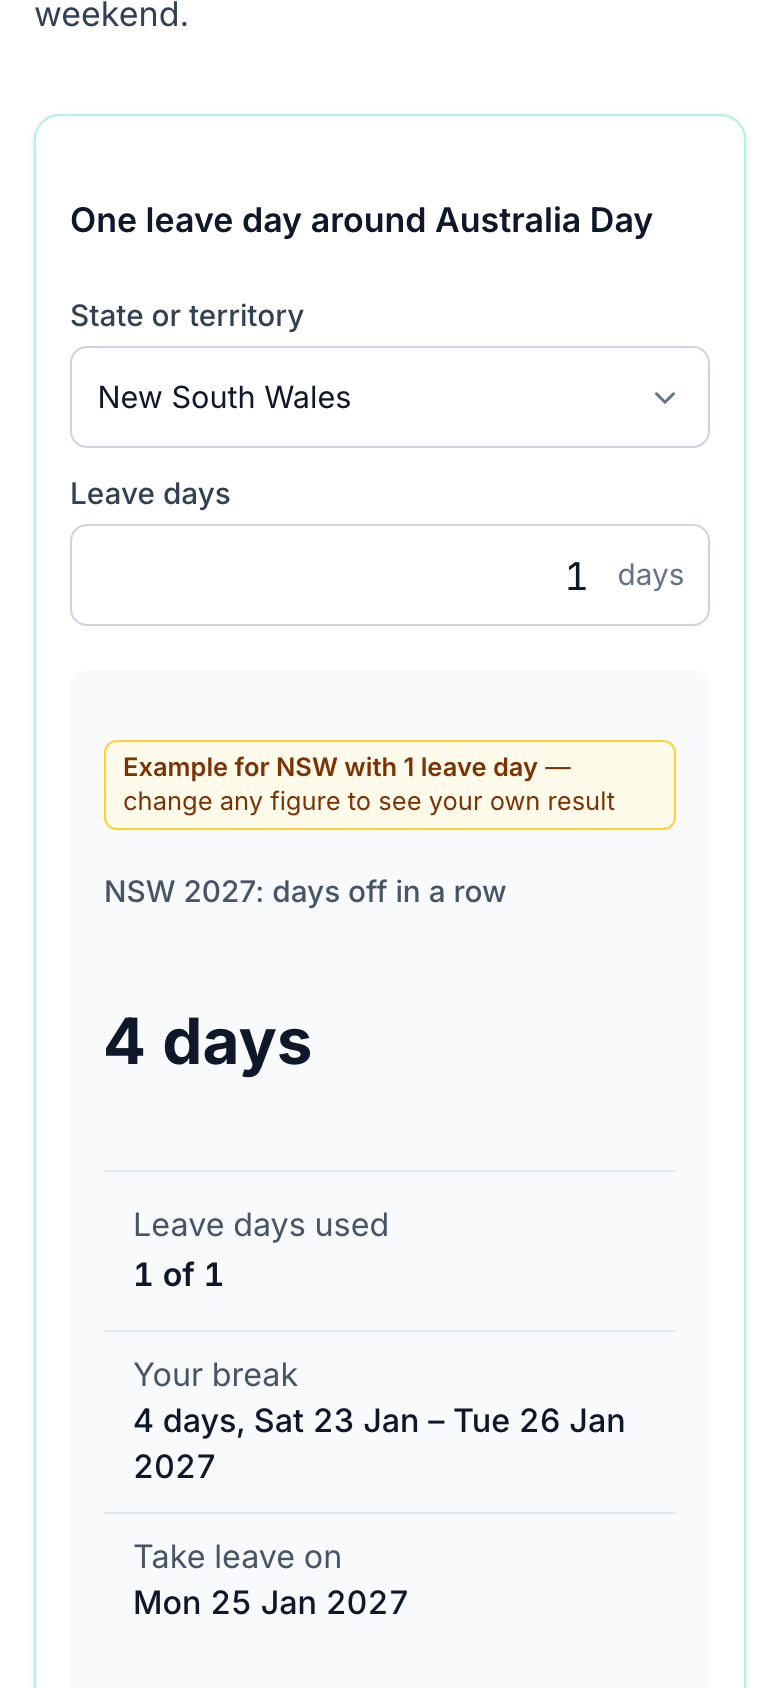 weekend.
One leave day around Australia Day
State or territory
New South Wales
Leave days
1 days
Example for NSW with 1 leave day —
change any figure to see your own result
NSW 2027: days off in a row
4 days
Leave days used
1 of 1
Your break
4 days, Sat 23 Jan – Tue 26 Jan
2027
Take leave on
Mon 25 Jan 2027